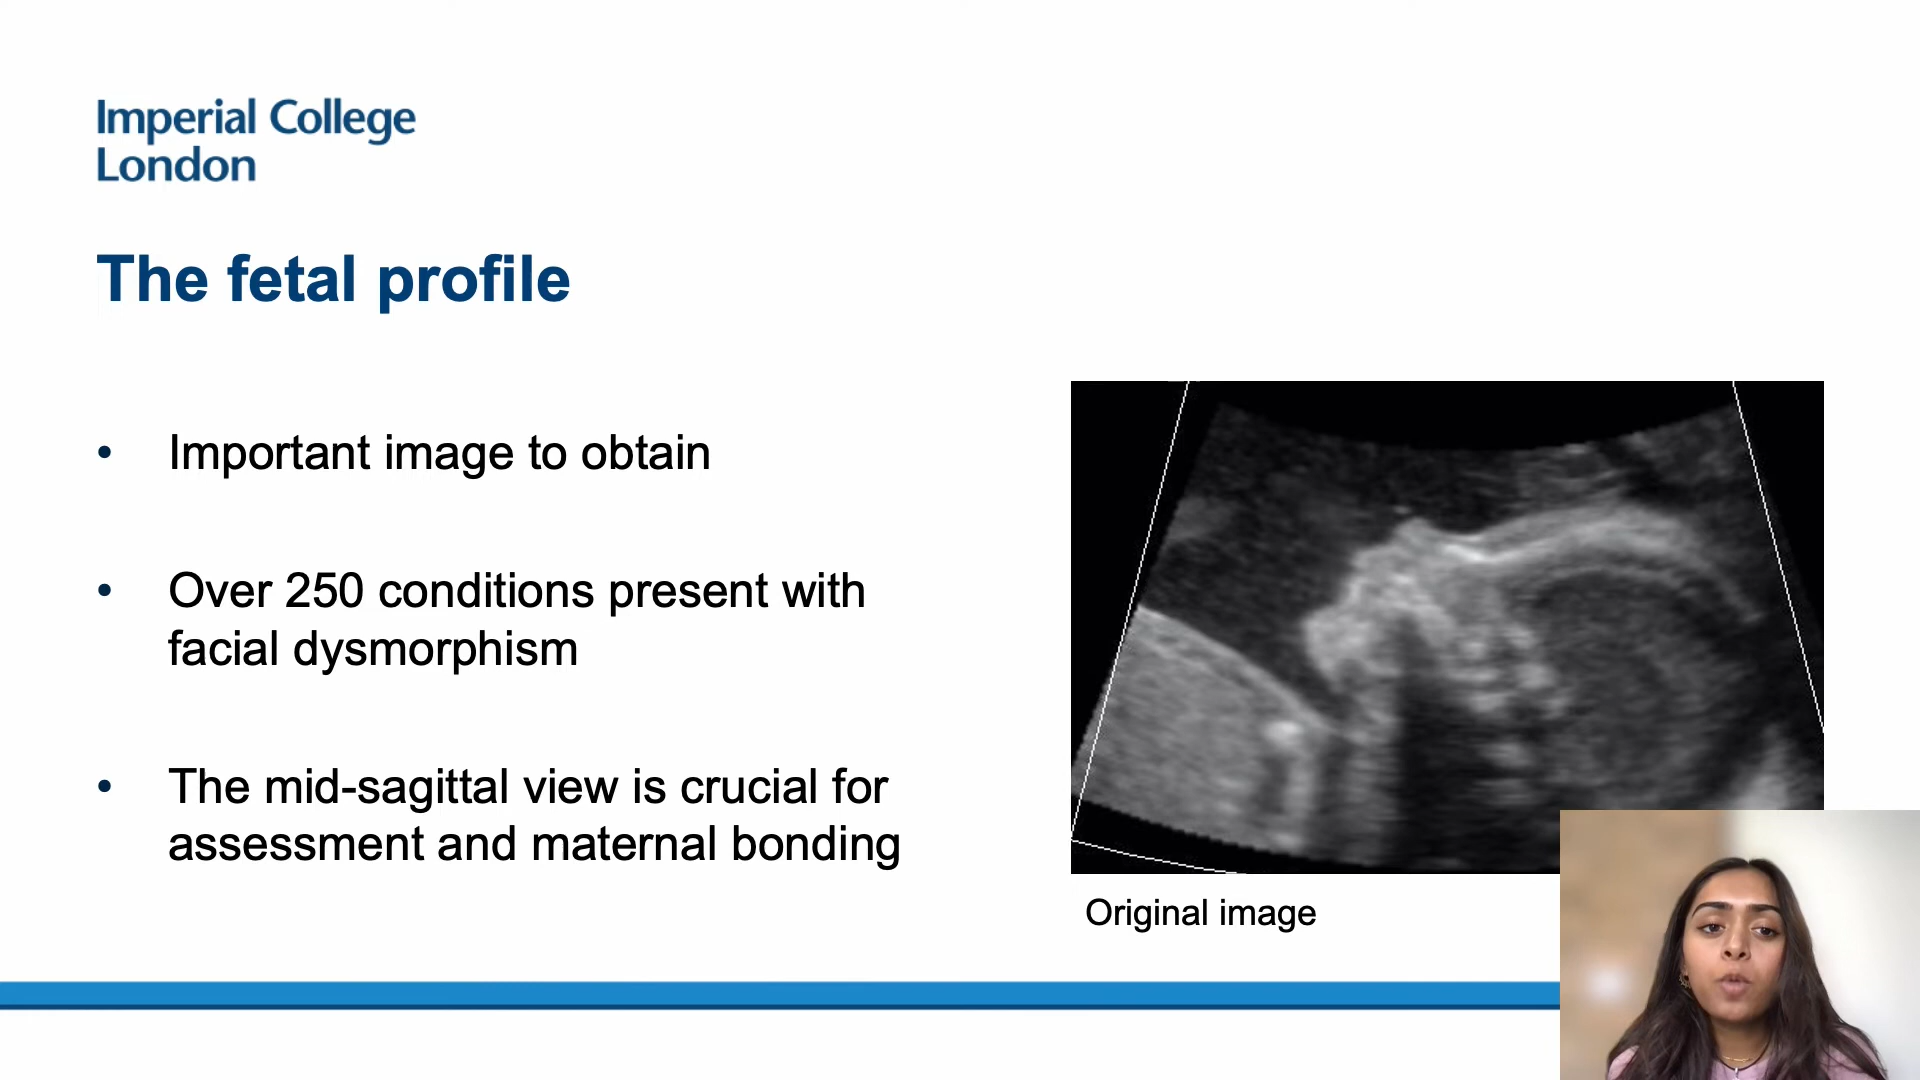 Imperial College
London
The fetal profile
• Important image to obtain
• Over 250 conditions present with
facial dysmorphism
• The mid-sagittal view is crucial for
assessment and maternal bonding
Original image